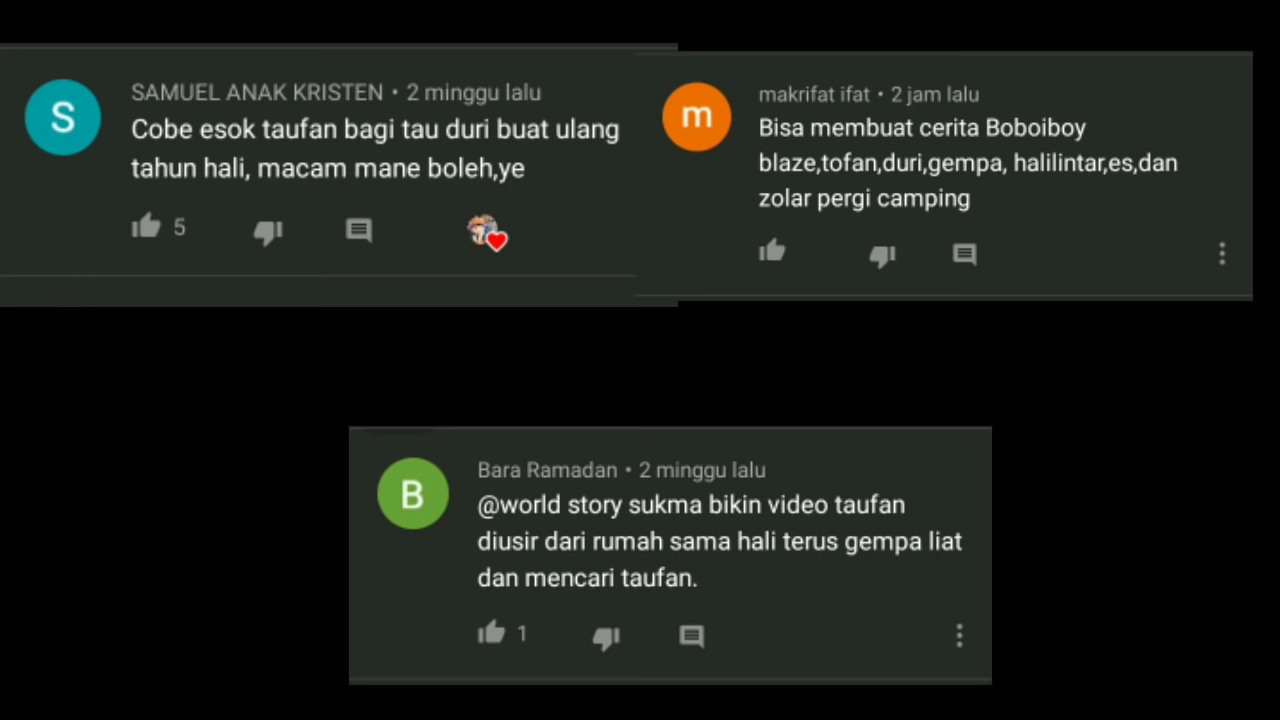 S
SAMUEL ANAK KRISTEN • 2 minggu lalu
Cobe esok taufan bagi tau duri buat ulang
tahun hali, macam mane boleh,ye
5
m
makrifat ifat • 2 jam lalu
Bisa membuat cerita Boboiboy
blaze,tofan,duri,gempa, halilintar,es,dan
zolar pergi camping
B
Bara Ramadan • 2 minggu lalu
@world story sukma bikin video taufan
diusir dari rumah sama hali terus gempa liat
dan mencari taufan.
1